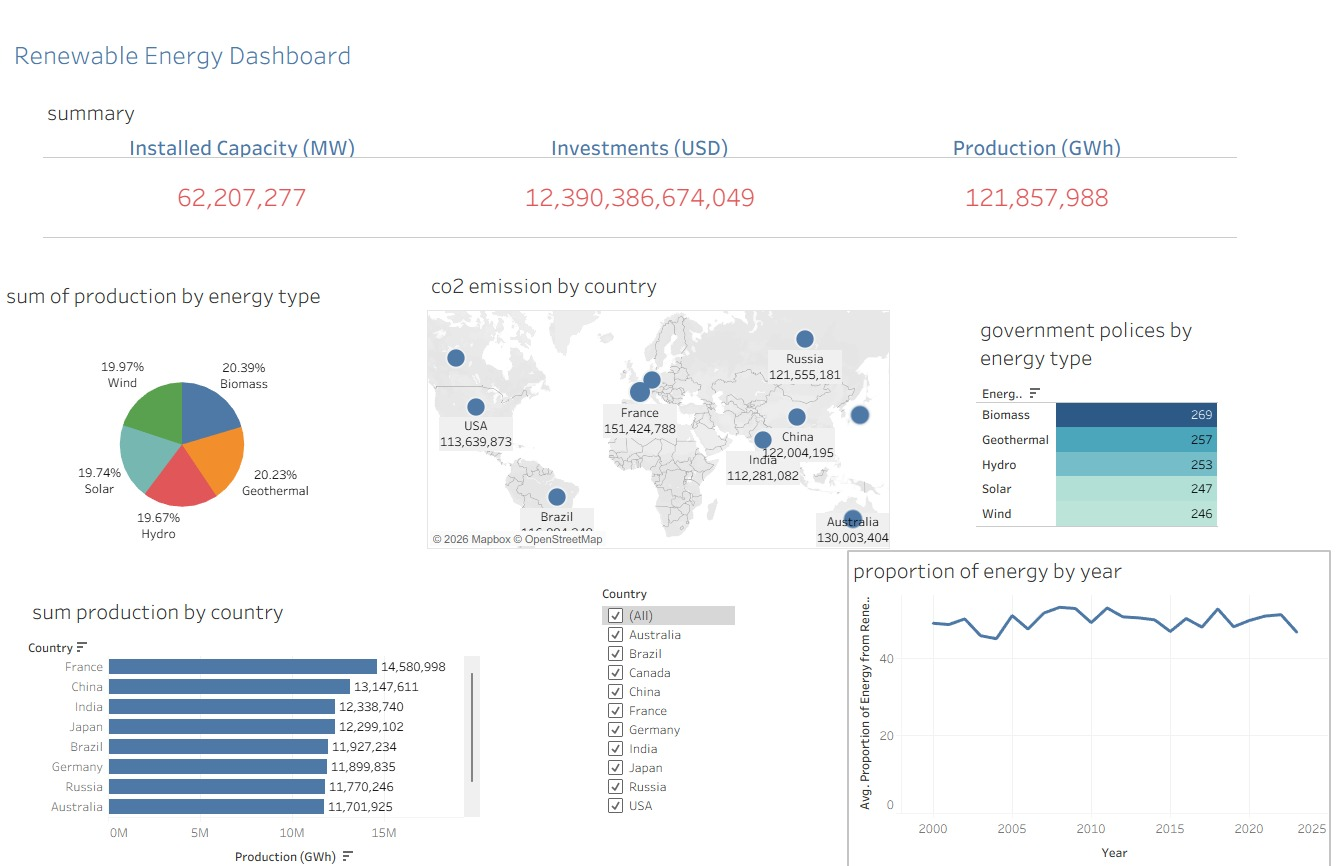 Renewable Energy Dashboard
summary
Installed Capacity (MW)
Investments (USD)
Production (GWh)
62,207,277
12,390,386,674,049
121,857,988
sum of production by energy type
19.97%
Wind
20.39%
Biomass
19.74%
Solar
20.23%
Geothermal
19.67%
Hydro
co2 emission by country
Russia
121,555,181
France
151,424,788
USA
113,639,873
China
122,004,195
India
112,281,082
Brazil
Australia
130,003,404
© 2026 Mapbox © OpenStreetMap
government polices by
energy type
Energ..
Biomass 269
Geothermal 257
Hydro 253
Solar 247
Wind 246
sum production by country
Country
France 14,580,998
China 13,147,611
India 12,338,740
Japan 12,299,102
Brazil 11,927,234
Germany 11,899,835
Russia 11,770,246
Australia 11,701,925
0M 5M 10M 15M
Production (GWh)
Country
(All)
Australia
Brazil
Canada
China
France
Germany
India
Japan
Russia
USA
proportion of energy by year
Avg. Proportion of Energy from Rene..
40
20
0
2000 2005 2010 2015 2020 2025
Year